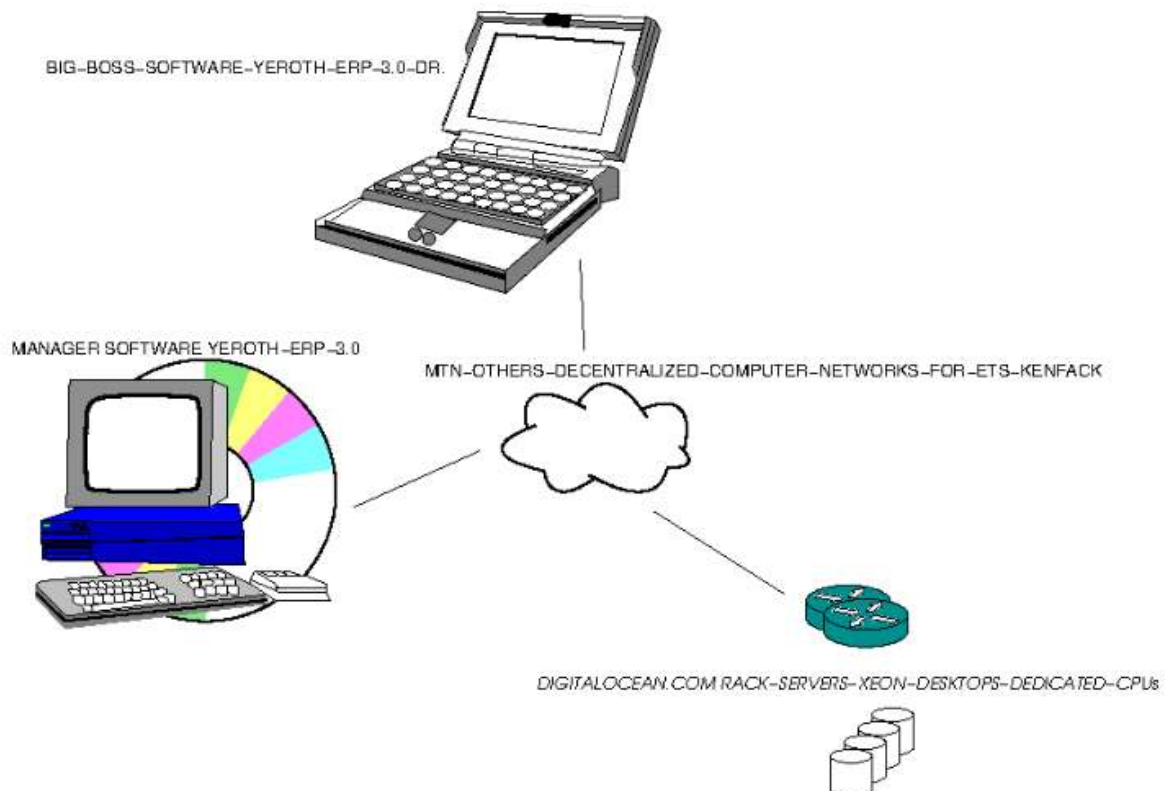 BIG-BOSS-SOFTWARE-YEROTH-ERP-3.0-DR.
MANAGER SOFTWARE YEROTH-ERP-3.0
MTN-OTHERS-DECENTRALIZED-COMPUTER-NETWORKS-FOR-ETS-KENFACK
DIGITALOCEAN.COM RACK-SERVERS-XEON-DESKTOPS-DEDICATED-CPUs